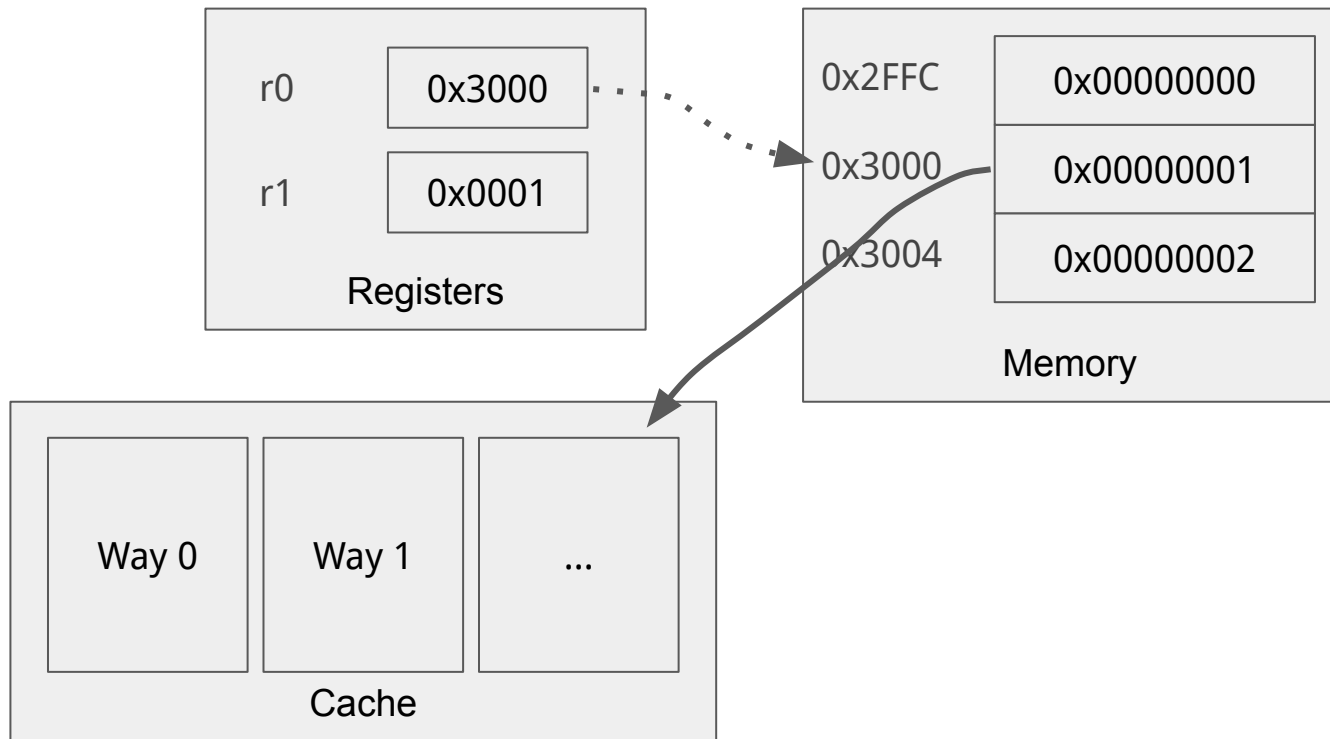 r0 0x3000
r1 0x0001
Registers
0x2FFC 0x00000000
0x3000 0x00000001
0x3004 0x00000002
Memory
Way 0 Way 1 ...
Cache